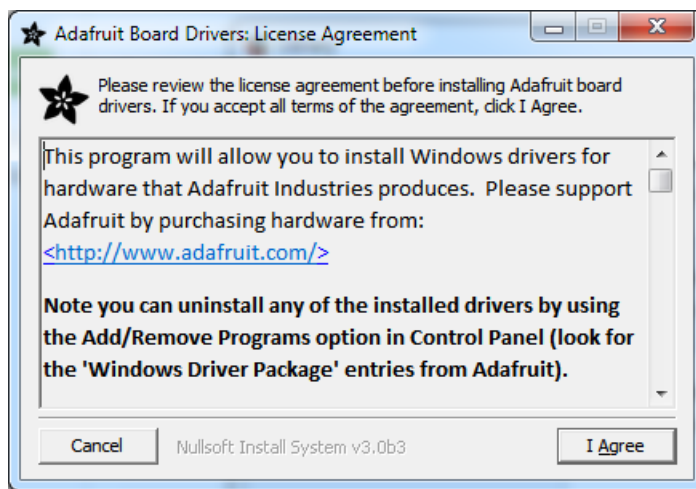 Adafruit Board Drivers: License Agreement
Please review the license agreement before installing Adafruit board
drivers. If you accept all terms of the agreement, click I Agree.
This program will allow you to install Windows drivers for
hardware that Adafruit Industries produces.  Please support
Adafruit by purchasing hardware from:
<http://www.adafruit.com/>
Note you can uninstall any of the installed drivers by using
the Add/Remove Programs option in Control Panel (look for
the 'Windows Driver Package' entries from Adafruit).
Cancel
Nullsoft Install System v3.0b3
I Agree